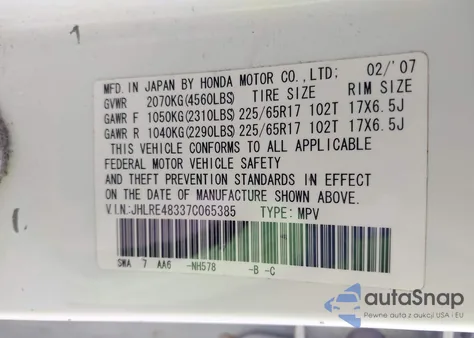 MFD. IN JAPAN BY HONDA MOTOR CO., LTD: 02/'07
GVWR 2070KG(4560LBS) TIRE SIZE RIM SIZE
GAWR F 1050KG(2310LBS) 225/65R17 102T 17X6.5J
GAWR R 1040KG(2290LBS) 225/65R17 102T 17X6.5J
THIS VEHICLE CONFORMS TO ALL APPLICABLE
FEDERAL MOTOR VEHICLE SAFETY
AND THEFT PREVENTION STANDARDS IN EFFECT
ON THE DATE OF MANUFACTURE SHOWN ABOVE.
V.I.N.:JHLRE48337C065385 TYPE: MPV
SWA 7 AA6 -NH578 -B -C
autoSnap
Pewne auta z aukcji USA i EU